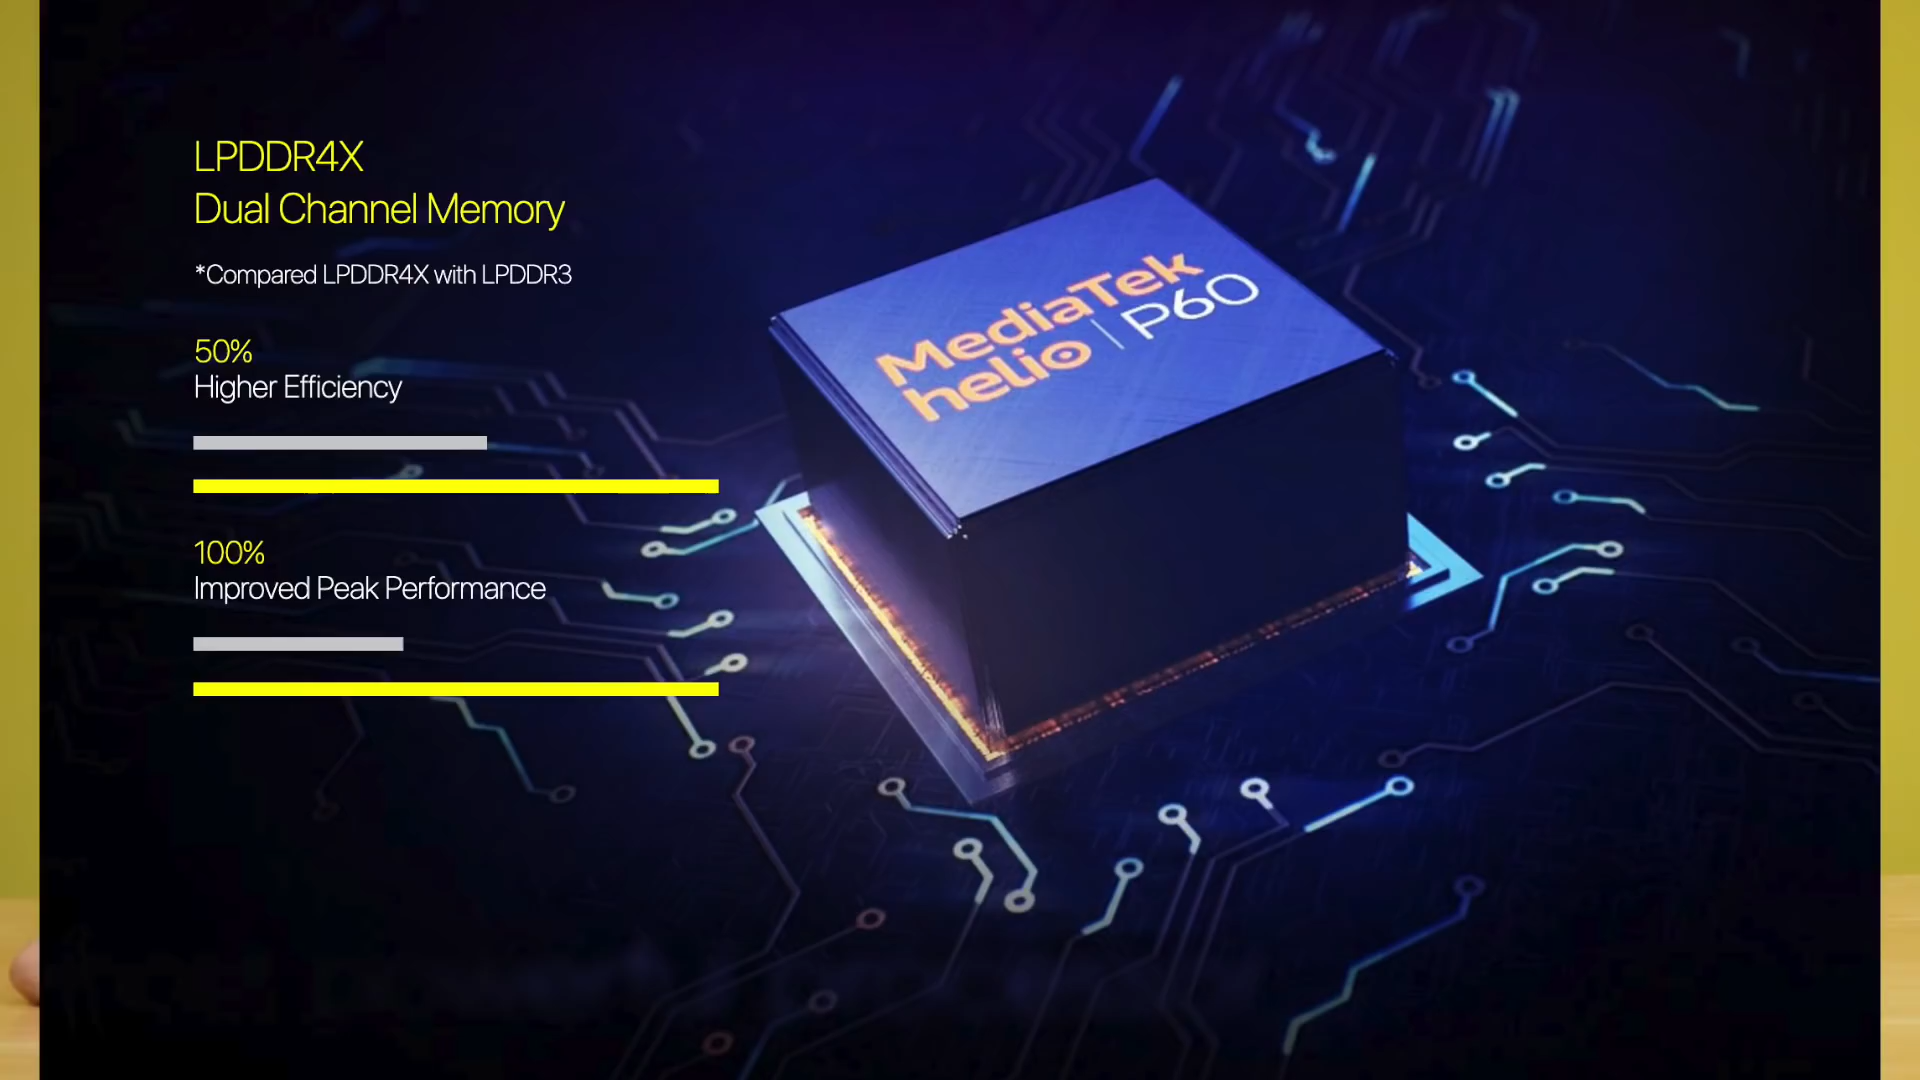 LPDDR4X
Dual Channel Memory
*Compared LPDDR4X with LPDDR3
50%
Higher Efficiency
100%
Improved Peak Performance
MediaTek
helio | P60